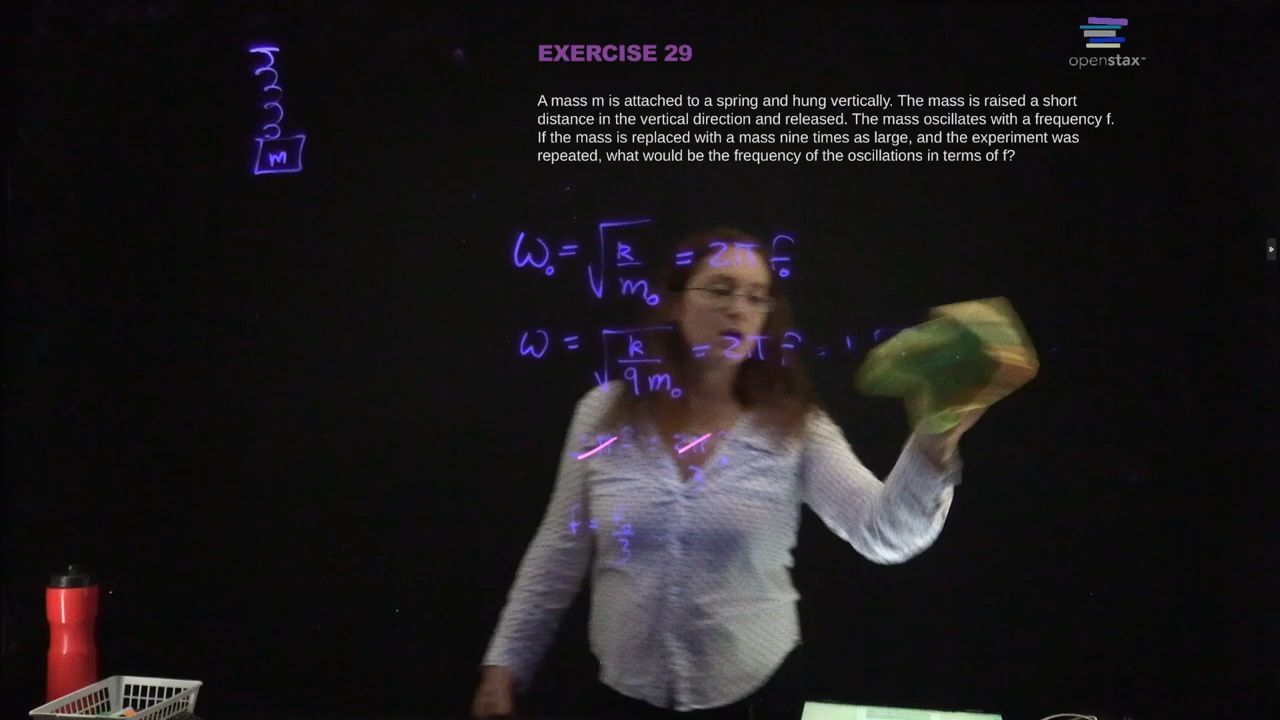 EXERCISE 29
openstax
A mass m is attached to a spring and hung vertically. The mass is raised a short
distance in the vertical direction and released. The mass oscillates with a frequency f.
If the mass is replaced with a mass nine times as large, and the experiment was
repeated, what would be the frequency of the oscillations in terms of f?
m
ω₀ = √(k/m₀) = 2π f₀
ω = √(k/9m₀) = 2π f =
f = f₀/3